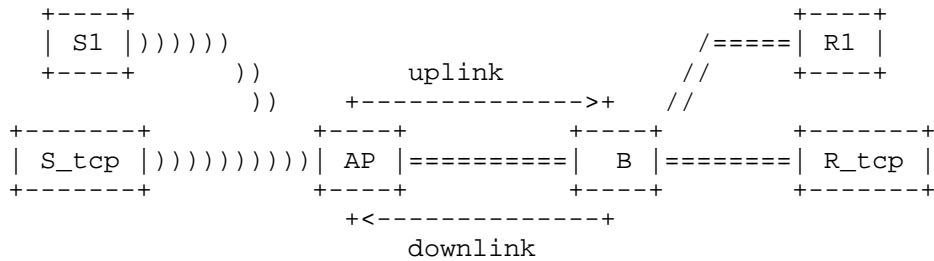 +----+ +----+
| S1 |)))))) /=====| R1 |
+----+ )) uplink // +----+
)) +-------------->+ //
+-------+ +----+ +----+ +-------+
| S_tcp |))))))))))| AP |==========| B |========| R_tcp |
+-------+ +----+ +----+ +-------+
+<--------------+
downlink